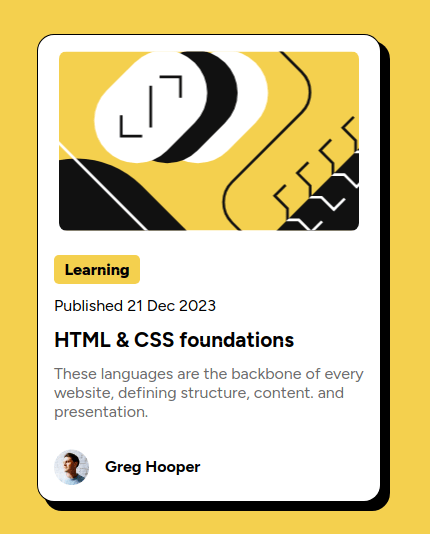 Learning
Published 21 Dec 2023
HTML & CSS foundations
These languages are the backbone of every
website, defining structure, content. and
presentation.
Greg Hooper